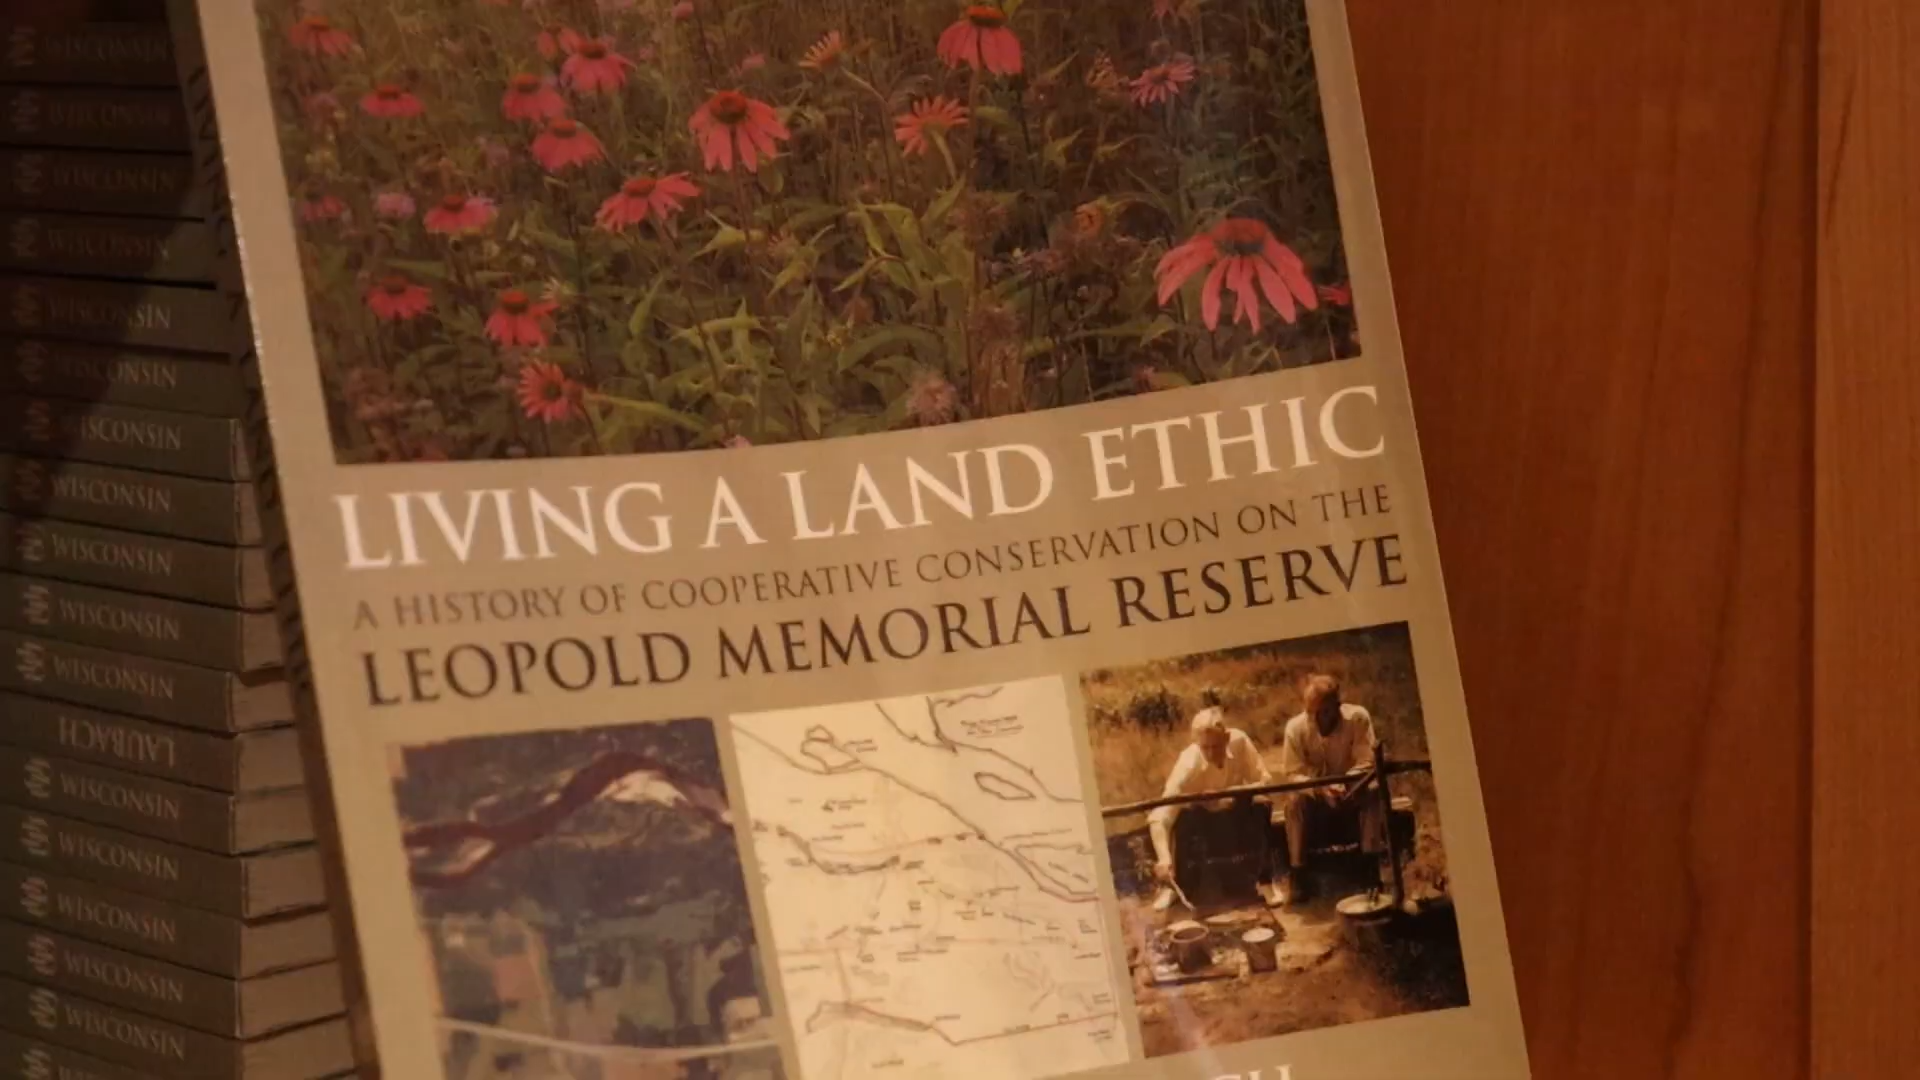 LIVING A LAND ETHIC
A HISTORY OF COOPERATIVE CONSERVATION ON THE
LEOPOLD MEMORIAL RESERVE
WISCONSIN
WISCONSIN
WISCONSIN
WISCONSIN
WISCONSIN
WISCONSIN
WISCONSIN
WISCONSIN
WISCONSIN
WISCONSIN
WISCONSIN
LAUBACH
WISCONSIN
WISCONSIN
WISCONSIN
WISCONSIN
WISCONSIN